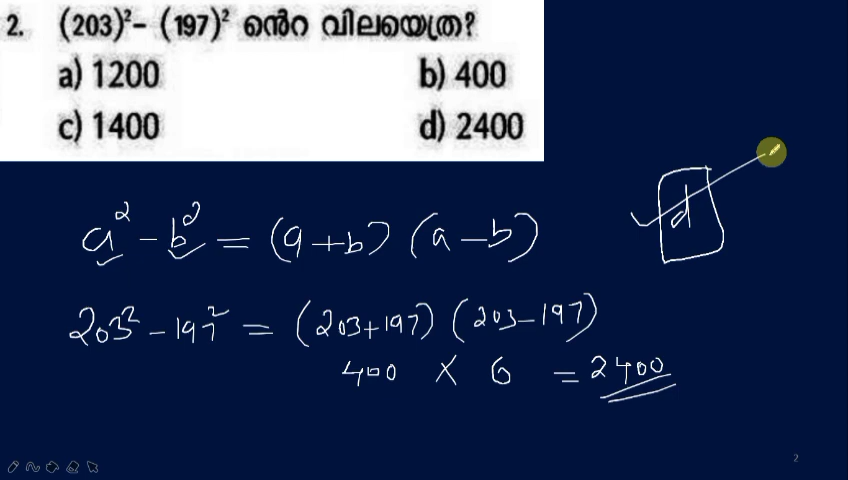 2. (203)² – (197)² ന്റെ വിലയെത്ര?
a) 1200 b) 400
c) 1400 d) 2400
d
a² – b² = (a+b) (a–b)
203² – 197² = (203+197) (203–197)
400 × 6 = 2400
2